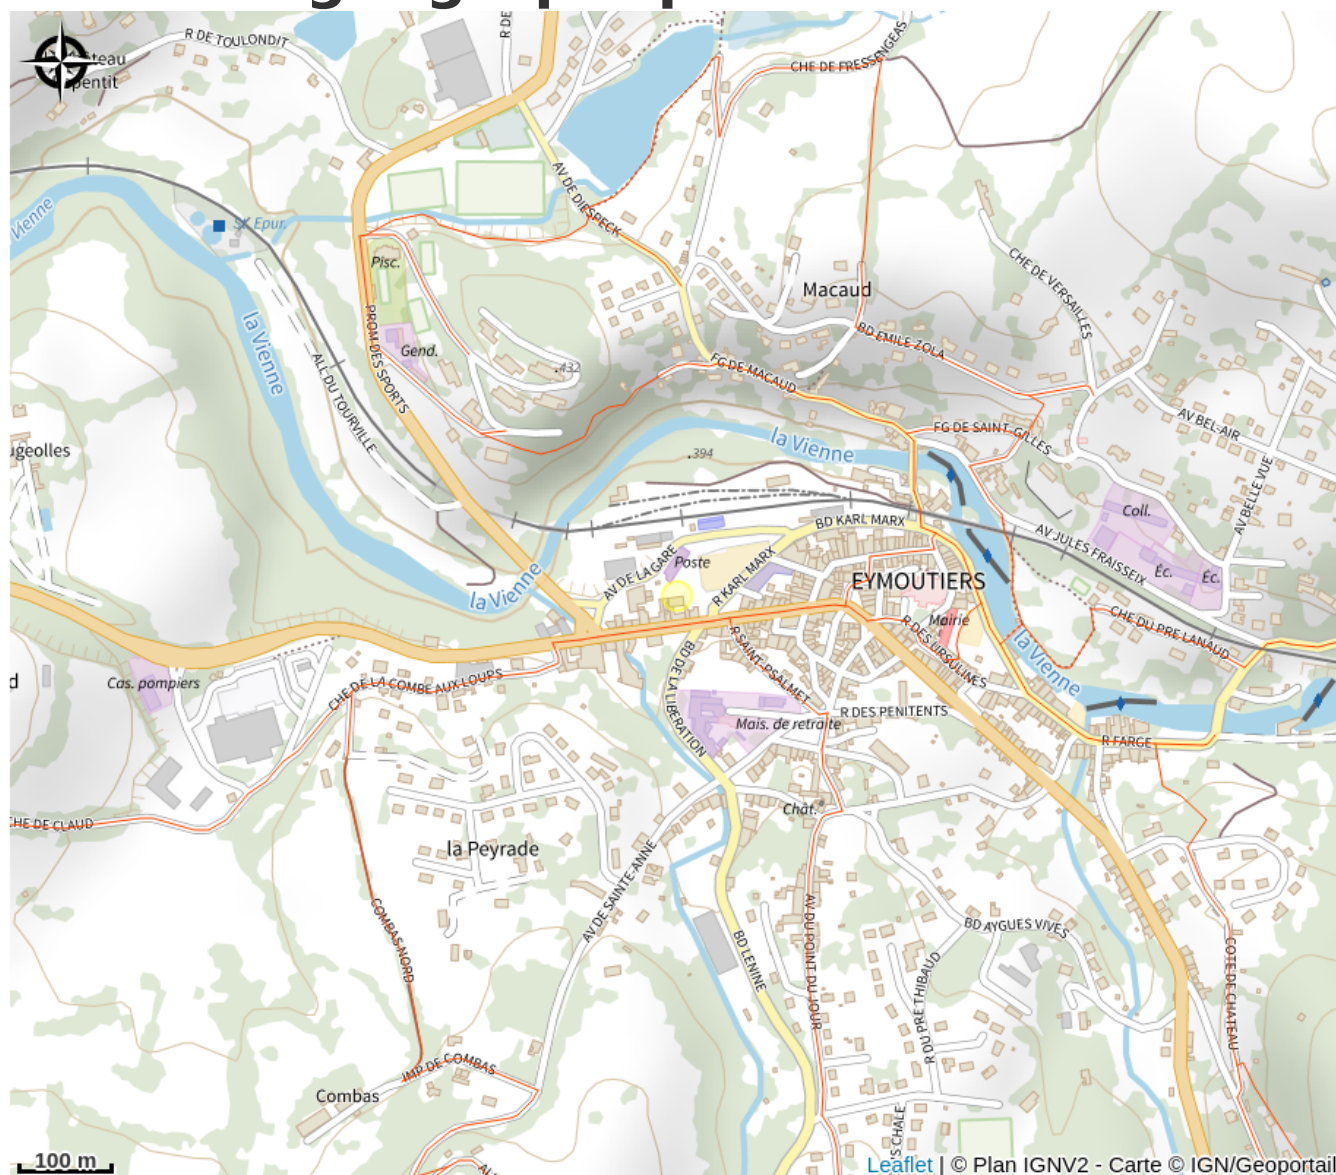 R DE TOULONDIT
R DE
CHE DE FRESSENGEAS
AV DE DIESPECK
St Epur.
Vienne
Pisc.
CHE DE VERSAILLES
Macaud
la Vienne
PROM DES SPORTS
Gend.
BD EMILE ZOLA
ALL DU TOURVILLE
.432
FG DE MACAUD
AV BEL-AIR
FG DE SAINT-GILLES
la Vienne
.394
ugeolles
AV BELLEVUE
Coll.
BD KARL MARX
AV JULES FRAISSEIX
AV DE LA GARE
Poste
R KARL MARX
EYMOUTIERS
Éc.
Éc.
la Vienne
Mairie
CHE DU PRE LANAUD
R DES URSULINES
R SAINT-PSALMET
la Vienne
BD DE LA LIBERATION
Cas. pompiers
CHE DE LA COMBE AUX LOUPS
d
R DES PENITENTS
Mais. de retraite
R FARGE
Chât.
CHE DE CLAUD
la Peyrade
AV DE SAINTE-ANNE
COMBAS NORD
BD LENINE
AV DU POINT DU JOUR
BD AYGUES VIVES
R DU PRE THIBAUD
COTE DE CHATEAU
IMP DE COMBAS
Combas
S CHALE
100 m
Leaflet | © Plan IGNV2 - Carte © IGN/Geoportail